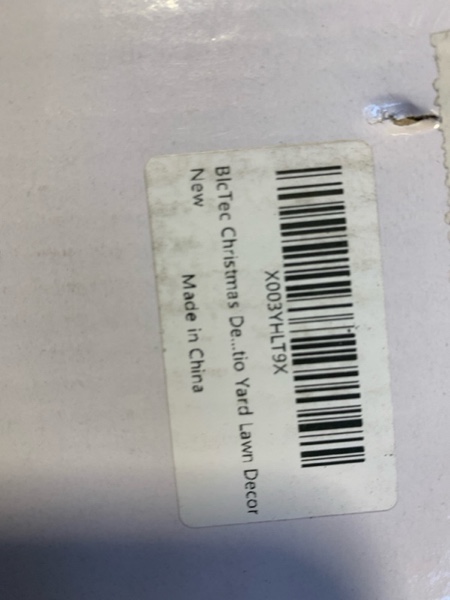 X003YHLT9X
BlcTec Christmas De...tio Yard Lawn Decor
New
Made in China